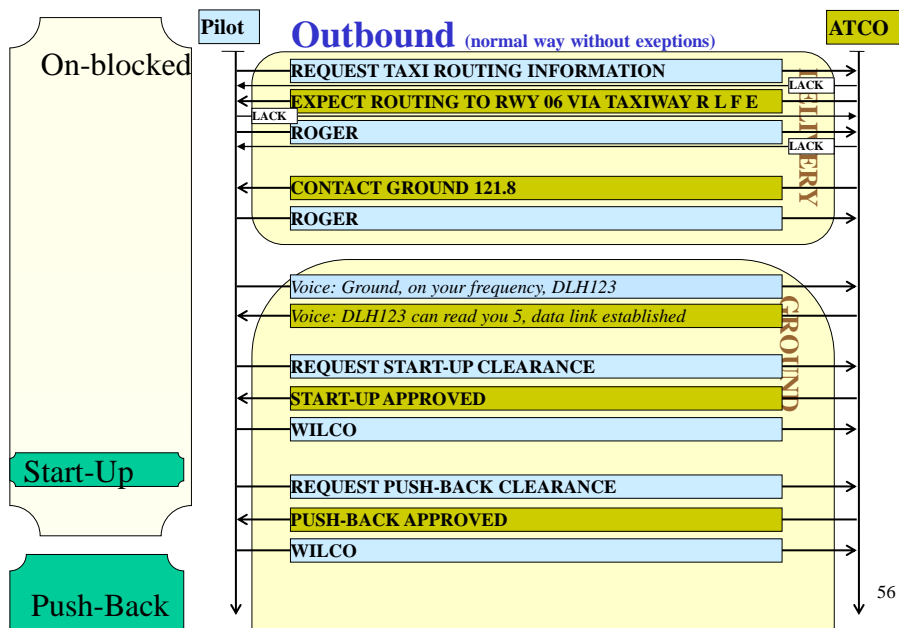 Pilot
Outbound (normal way without exeptions)
ATCO
On-blocked
REQUEST TAXI ROUTING INFORMATION
LACK
EXPECT ROUTING TO RWY 06 VIA TAXIWAY R L F E
LACK
ROGER
LACK
DELIVERY
CONTACT GROUND 121.8
ROGER
Voice: Ground, on your frequency, DLH123
Voice: DLH123 can read you 5, data link established
GROUND
REQUEST START-UP CLEARANCE
START-UP APPROVED
WILCO
Start-Up
REQUEST PUSH-BACK CLEARANCE
PUSH-BACK APPROVED
WILCO
Push-Back
56